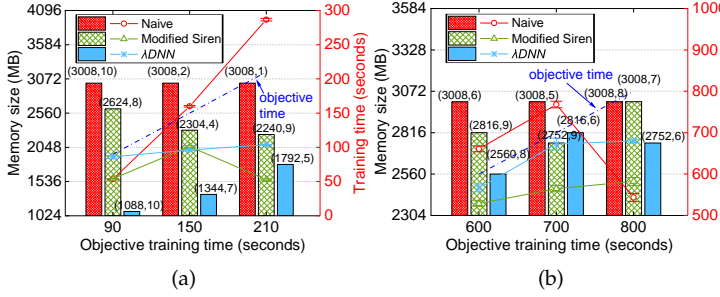 4096
3584
3072
2560
2048
1536
1024
Memory size (MB)
Naive
Modified Siren
λDNN
(3008,10)
(3008,2)
(3008,1)
(2624,8)
(2304,4)
(2240,9)
(1088,10)
(1344,7)
(1792,5)
objective
time
300
250
200
150
100
50
0
Training time (seconds)
90
150
210
Objective training time (seconds)
(a)
3584
3328
3072
2816
2560
2304
Memory size (MB)
Naive
Modified Siren
λDNN
objective time
(3008,6)
(3008,5)
(3008,8)
(3008,7)
(2816,9)
(2816,6)
(2752,9)
(2752,6)
(2560,8)
1000
900
800
700
600
500
Training time (seconds)
600
700
800
Objective training time (seconds)
(b)